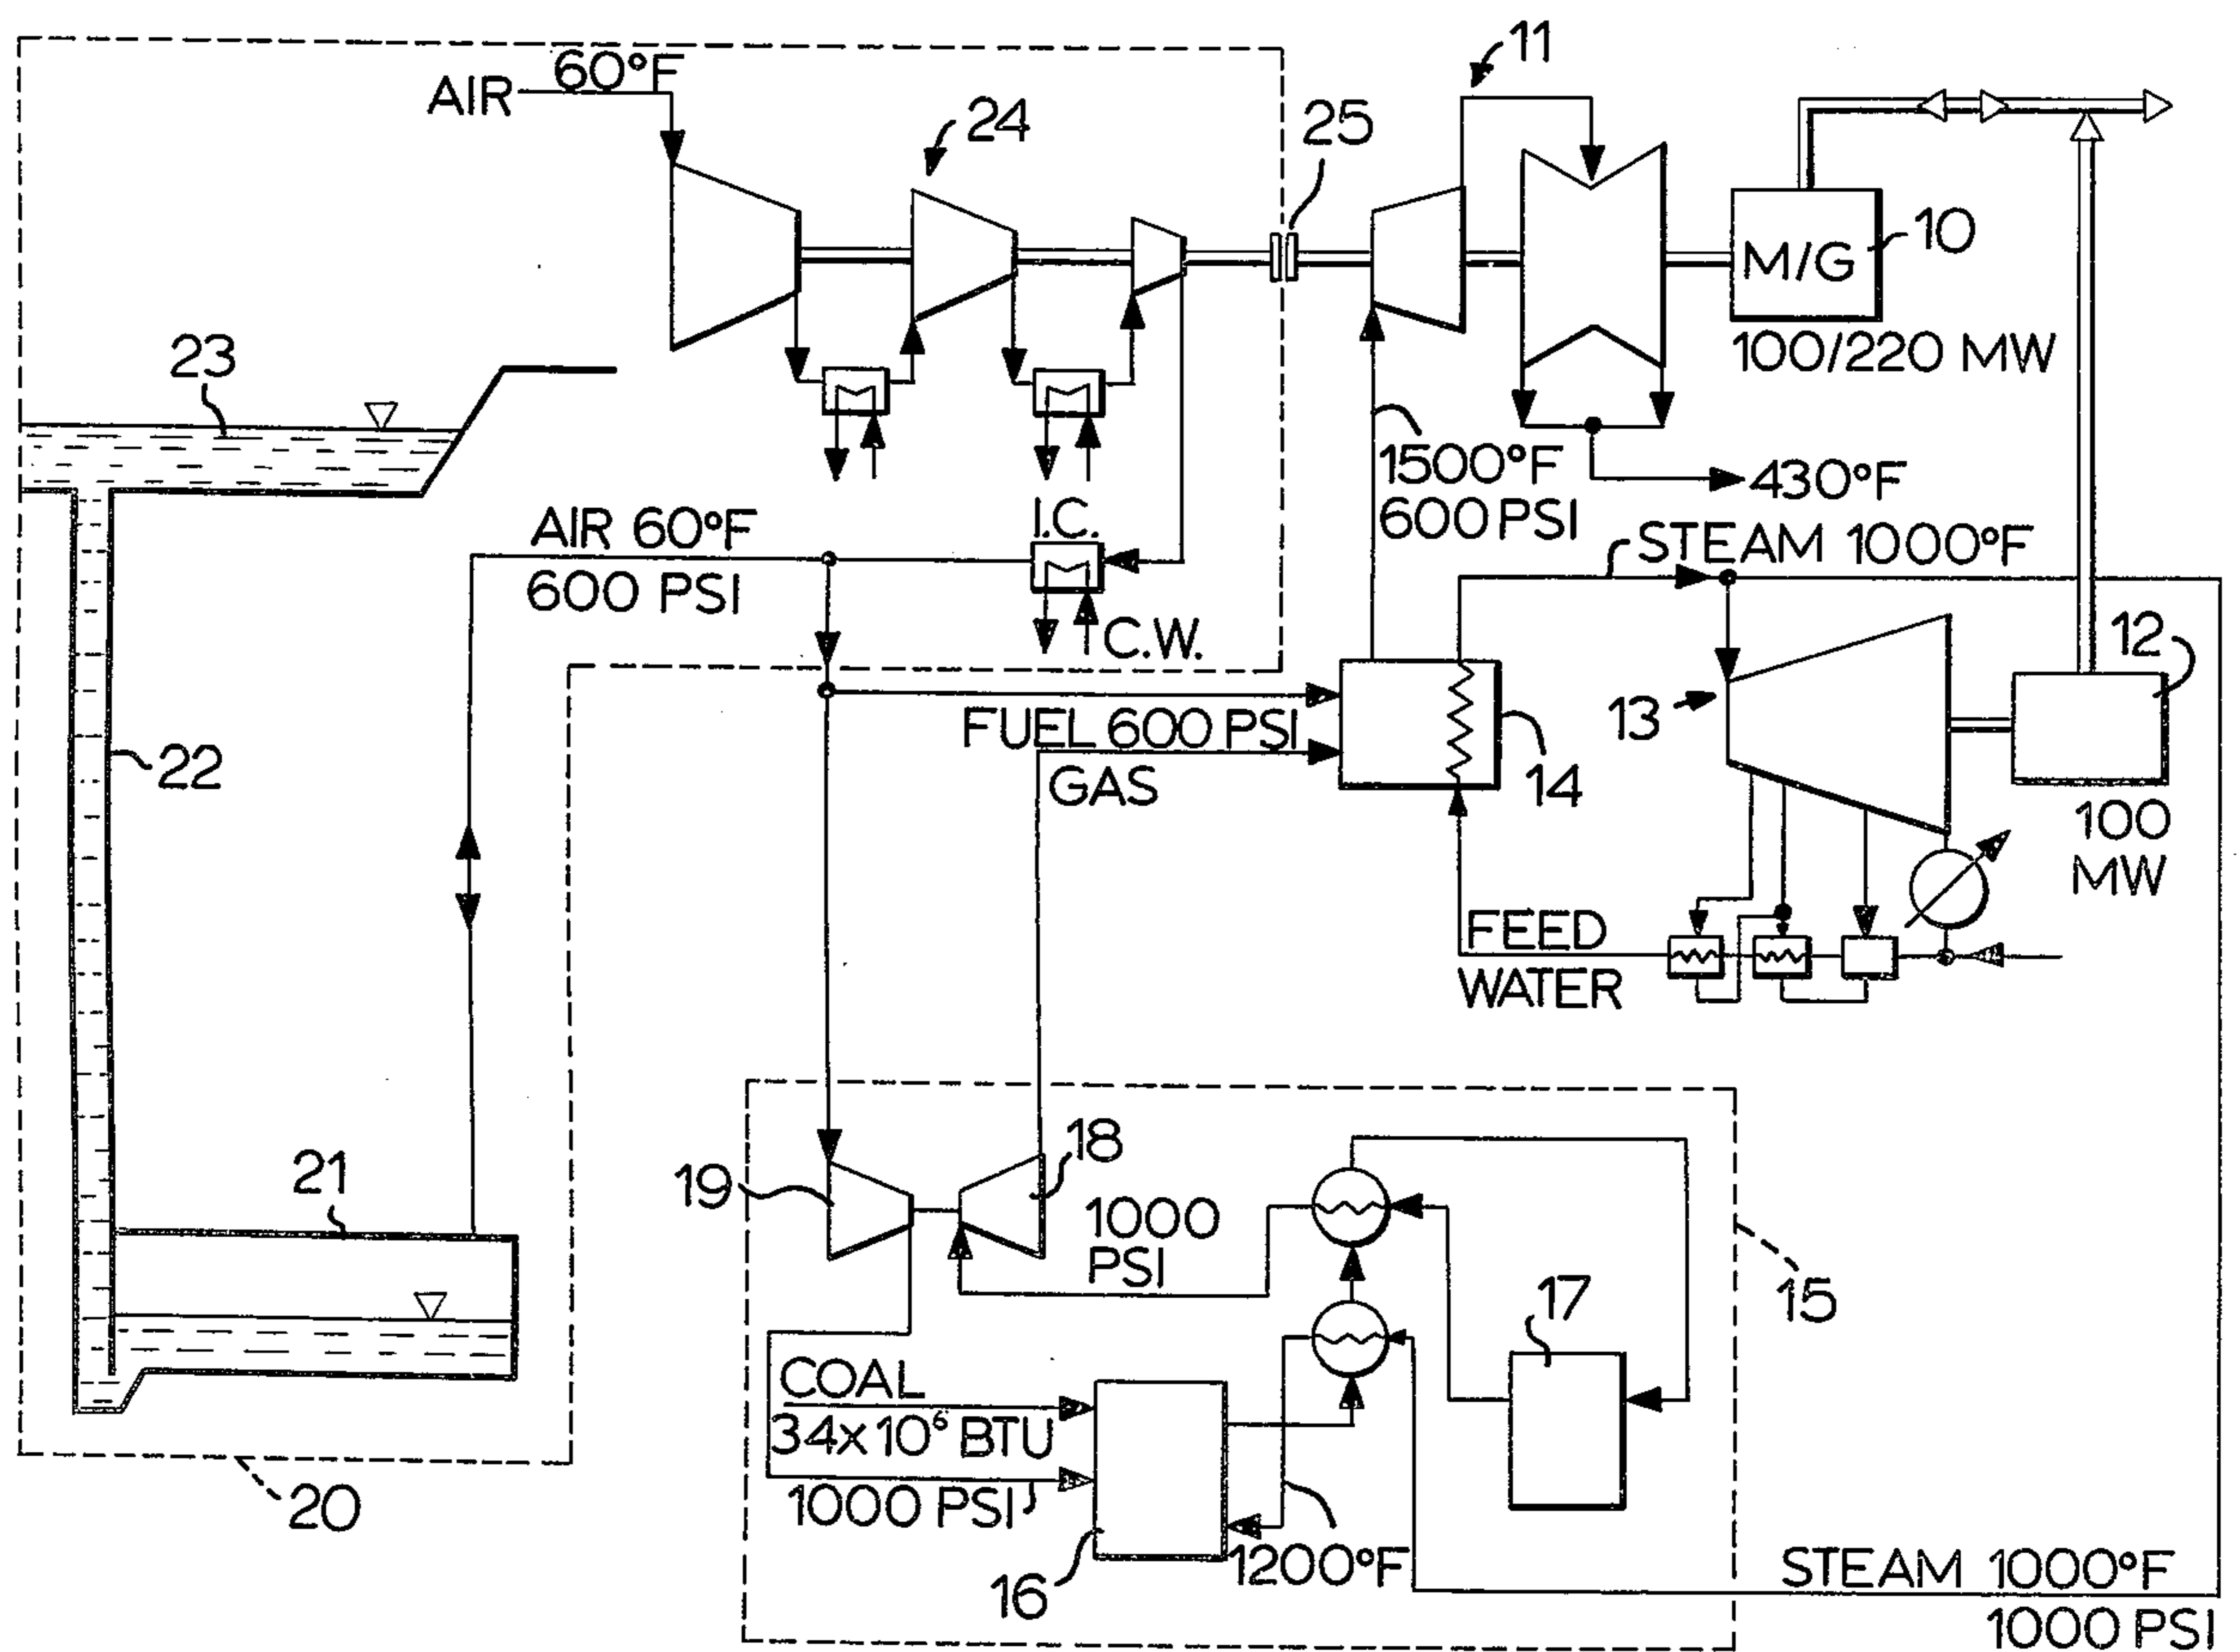 11
60°F
AIR
24
25
10
M/G
23
100/220 MW
1500°F
600 PSI
430°F
I.C.
AIR 60°F
600 PSI
STEAM 1000°F
C.W.
12
13
FUEL 600 PSI
GAS
14
22
100
MW
FEED
WATER
18
19
21
1000
PSI
17
15
COAL
34x10⁶ BTU
1000 PSI
20
16
1200°F
STEAM 1000°F
1000 PSI